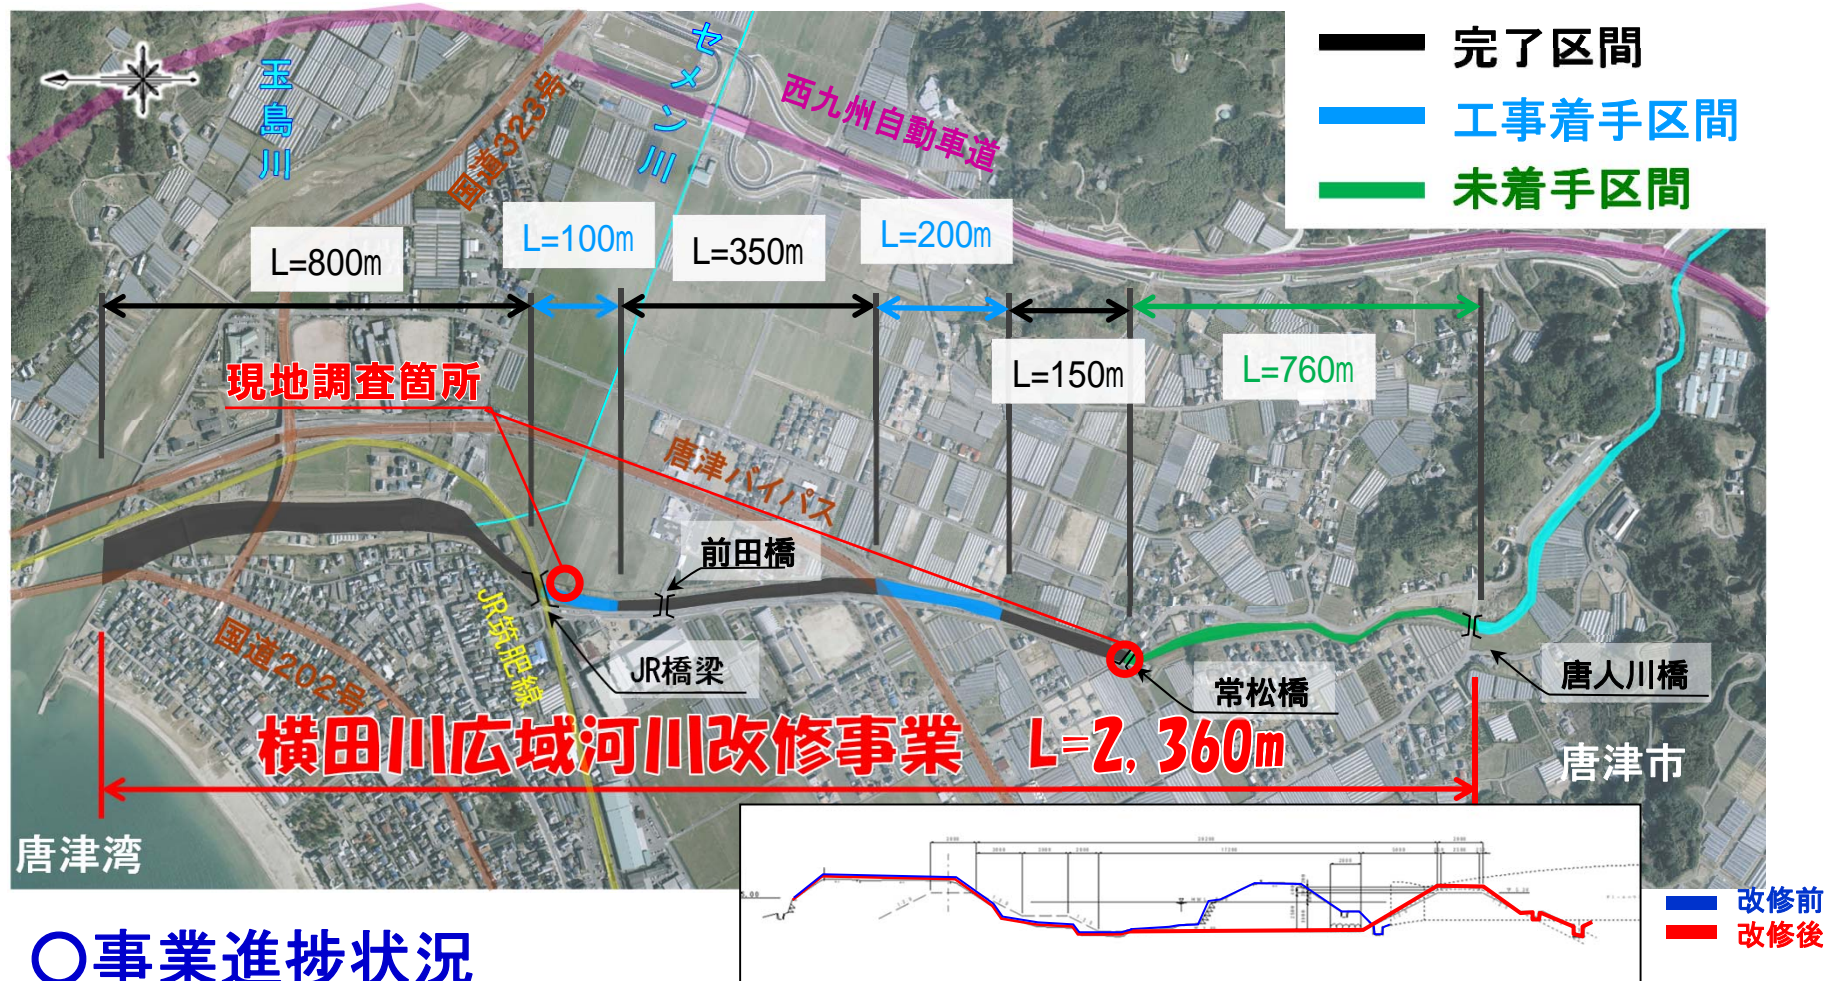 完了区間
工事着手区間
未着手区間
玉島川
セメン川
国道323号
西九州自動車道
L=800m
L=100m
L=350m
L=200m
L=150m
L=760m
現地調査箇所
唐津バイパス
前田橋
JR筑肥線
国道202号
JR橋梁
常松橋
唐人川橋
横田川広域河川改修事業 L=2,360m
唐津市
唐津湾
改修前
改修後
○事業進捗状況